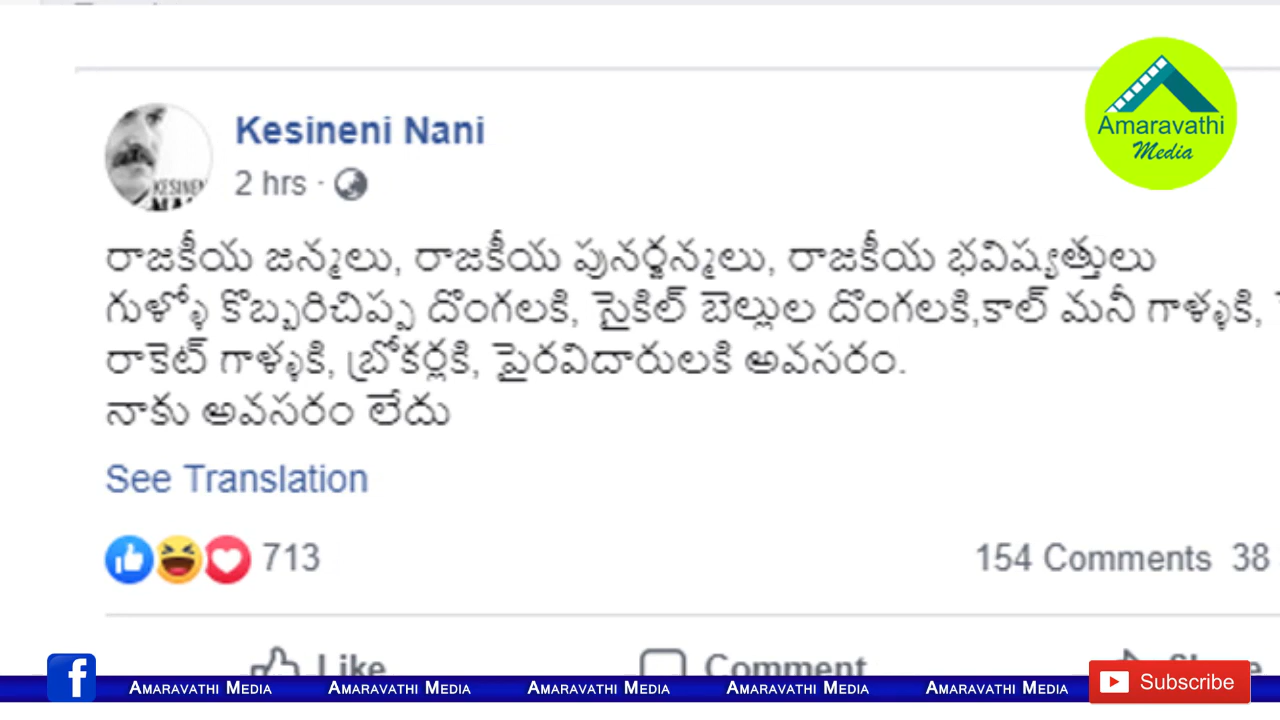 Amaravathi
Media
Kesineni Nani
2 hrs ·
KESINEN
రాజకీయ జన్మలు, రాజకీయ పునర్జన్మలు, రాజకీయ భవిష్యత్తులు
గుళ్ళో కొబ్బరిచిప్ప దొంగలకి, సైకిల్ బెల్లుల దొంగలకి,కాల్ మనీ గాళ్ళకి,
రాకెట్ గాళ్ళకి, బ్రోకర్లకి, పైరవిదారులకి అవసరం.
నాకు అవసరం లేదు
See Translation
713 154 Comments 38
Like Comment Share
f AMARAVATHI MEDIA AMARAVATHI MEDIA AMARAVATHI MEDIA AMARAVATHI MEDIA AMARAVATHI MEDIA Subscribe